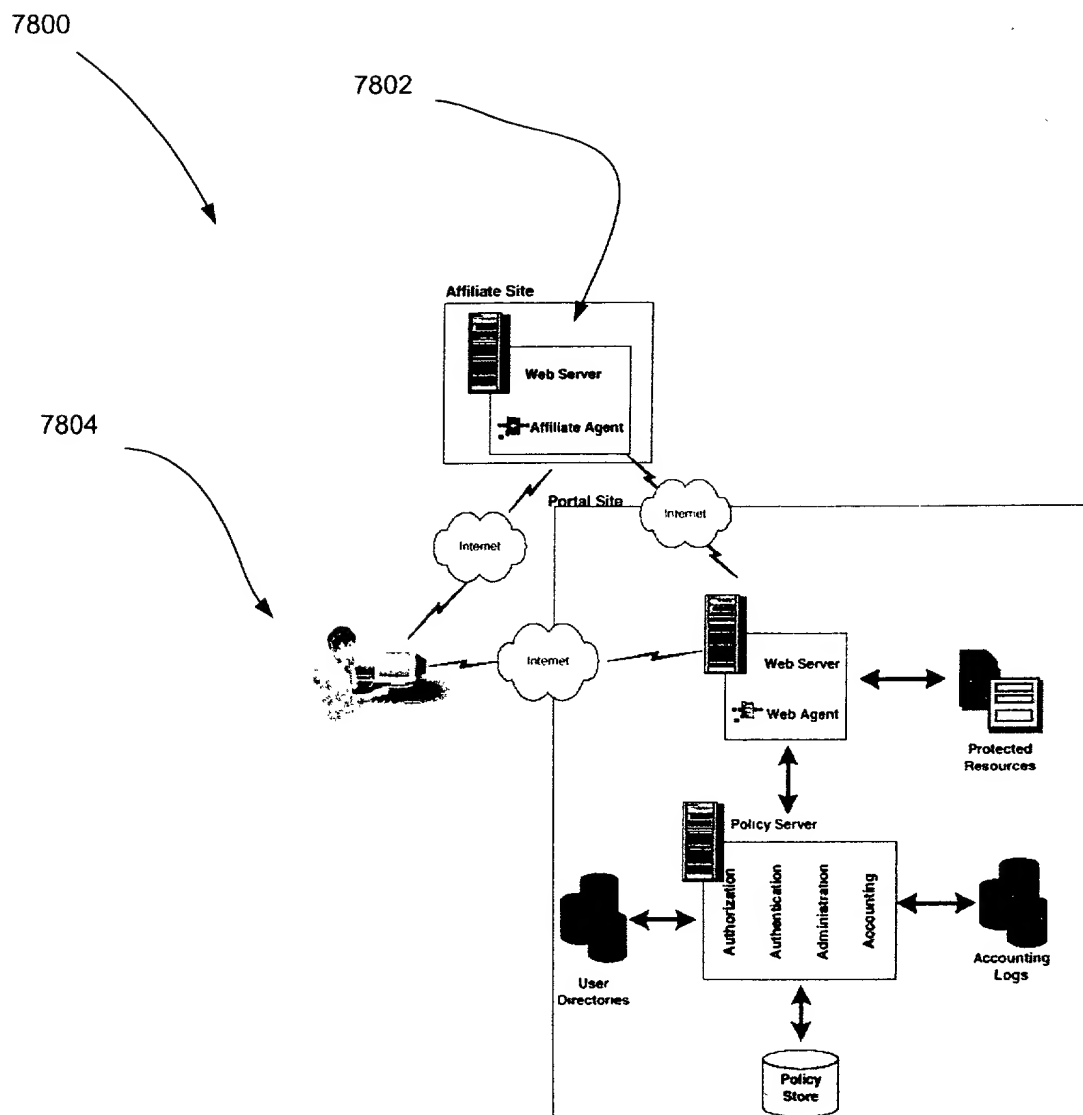 7800
7802
Affiliate Site
Web Server
Affiliate Agent
7804
Portal Site
Internet
Internet
Internet
Web Server
Web Agent
Protected
Resources
Policy Server
Authorization
Authentication
Administration
Accounting
User
Directories
Accounting
Logs
Policy
Store